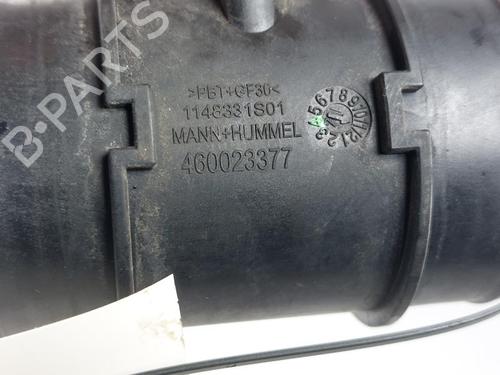 B-PARTS
>PBT+GF30<
1148331S01
MANN+HUMMEL
460023377